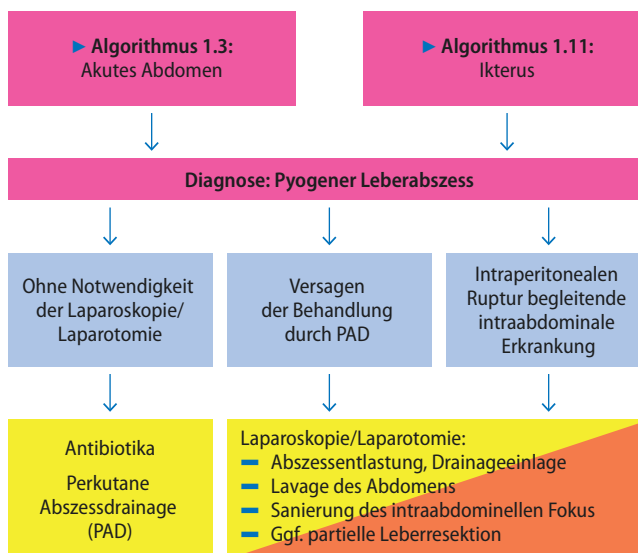 ► Algorithmus 1.3:
Akutes Abdomen
► Algorithmus 1.11:
Ikterus
Diagnose: Pyogener Leberabszess
Ohne Notwendigkeit
der Laparoskopie/
Laparotomie
Versagen
der Behandlung
durch PAD
Intraperitonealen
Ruptur begleitende
intraabdominale
Erkrankung
Antibiotika
Perkutane
Abszessdrainage
(PAD)
Laparoskopie/Laparotomie:
Abszessentlastung, Drainageeinlage
Lavage des Abdomens
Sanierung des intraabdominellen Fokus
Ggf. partielle Leberresektion